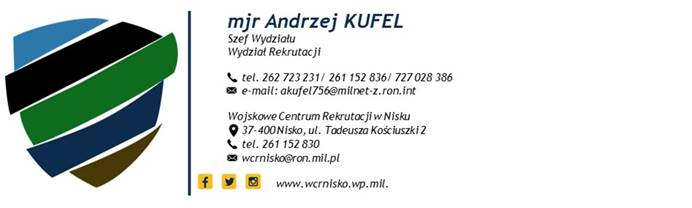 mjr Andrzej KUFEL
Szef Wydziału
Wydział Rekrutacji
tel. 262 723 231/ 261 152 836/ 727 028 386
e-mail: akufel756@milnet-z.ron.int
Wojskowe Centrum Rekrutacji w Nisku
37-400 Nisko, ul. Tadeusza Kościuszki 2
tel. 261 152 830
wcrnisko@ron.mil.pl
www.wcrnisko.wp.mil.